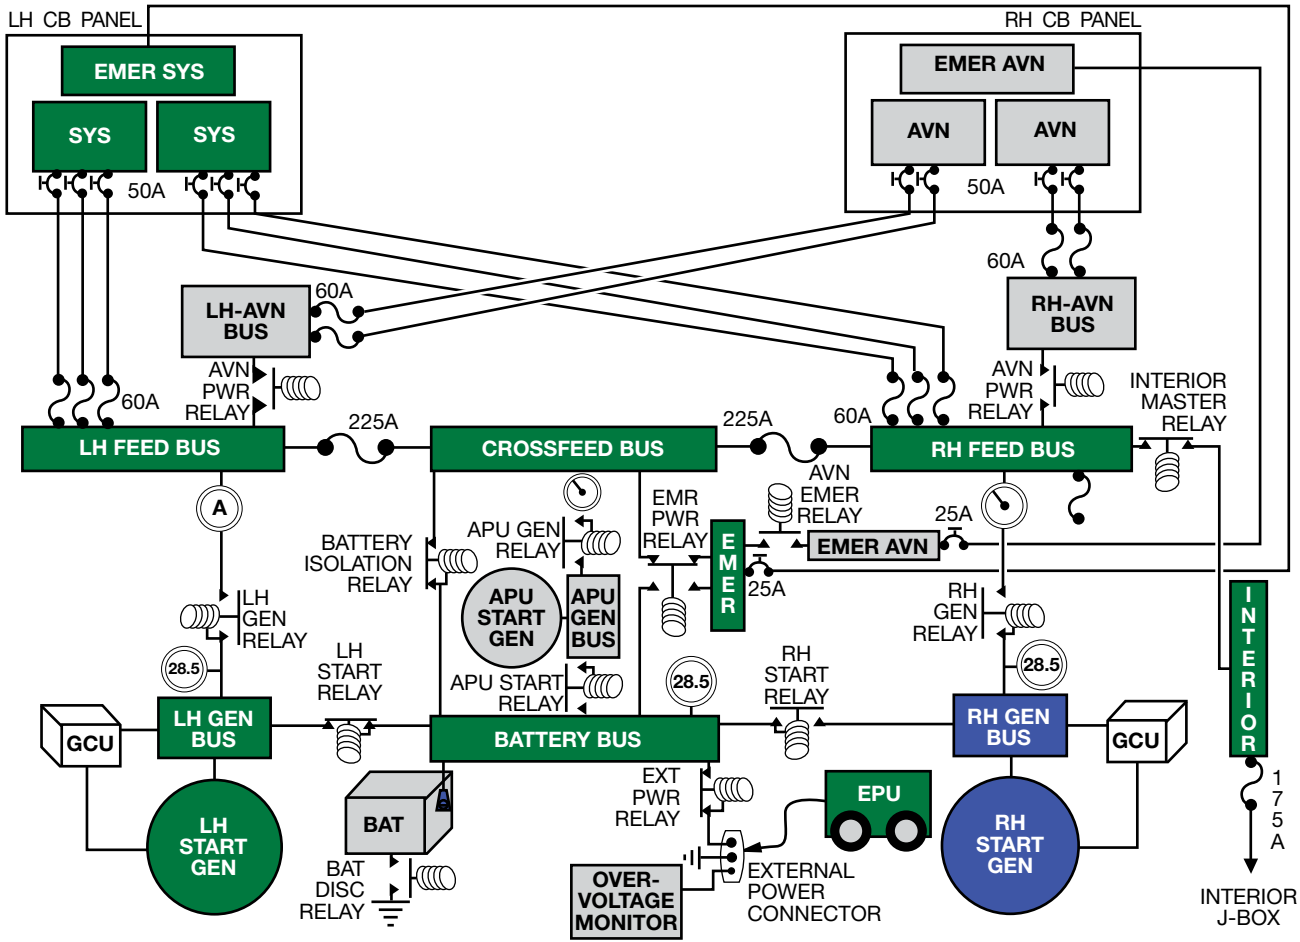 LH CB PANEL
RH CB PANEL
EMER SYS
SYS
SYS
50A
EMER AVN
AVN
AVN
50A
60A
LH-AVN
BUS
60A
RH-AVN
BUS
AVN
PWR
RELAY
60A
225A
225A
60A
AVN
PWR
RELAY
INTERIOR
MASTER
RELAY
LH FEED BUS
CROSSFEED BUS
RH FEED BUS
A
BATTERY
ISOLATION
RELAY
APU GEN
RELAY
EMR
PWR
RELAY
AVN
EMER
RELAY
EMER
EMER AVN
25A
25A
APU
START
GEN
APU
GEN
BUS
LH
GEN
RELAY
RH
GEN
RELAY
INTERIOR
28.5
LH
START
RELAY
APU START
RELAY
28.5
RH
START
RELAY
28.5
GCU
LH GEN
BUS
BATTERY BUS
RH GEN
BUS
GCU
LH
START
GEN
BAT
BAT
DISC
RELAY
EXT
PWR
RELAY
EPU
RH
START
GEN
175A
OVER-
VOLTAGE
MONITOR
EXTERNAL
POWER
CONNECTOR
INTERIOR
J-BOX